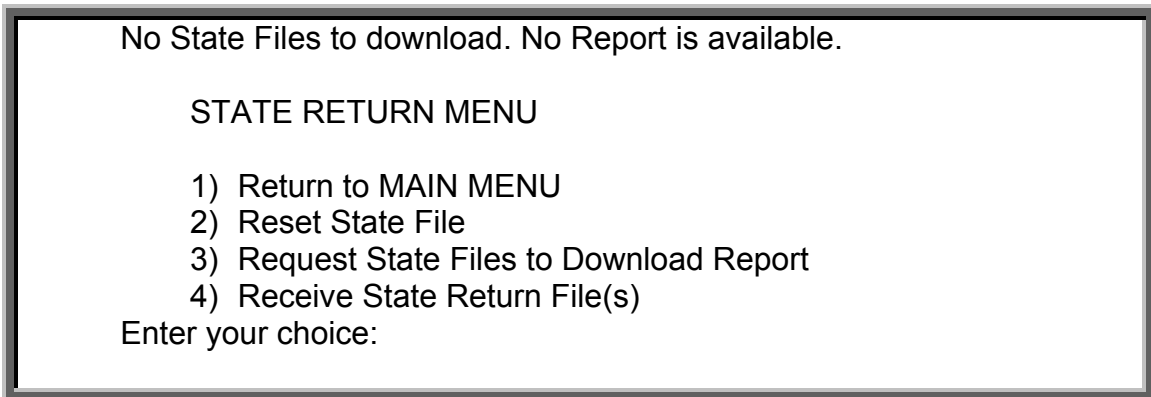 No State Files to download. No Report is available.
STATE RETURN MENU
1) Return to MAIN MENU
2) Reset State File
3) Request State Files to Download Report
4) Receive State Return File(s)
Enter your choice: